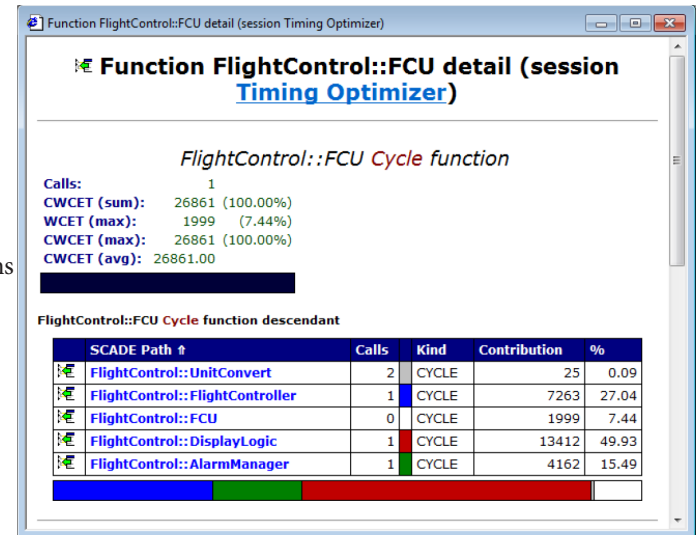 Function FlightControl::FCU detail (session Timing Optimizer)
Function FlightControl::FCU detail (session
Timing Optimizer)
FlightControl::FCU Cycle function
Calls: 1
CWCET (sum): 26861 (100.00%)
WCET (max): 1999 (7.44%)
CWCET (max): 26861 (100.00%)
CWCET (avg): 26861.00
ns
FlightControl::FCU Cycle function descendant
SCADE Path ⇑ Calls Kind Contribution %
FlightControl::UnitConvert 2 CYCLE 25 0.09
FlightControl::FlightController 1 CYCLE 7263 27.04
FlightControl::FCU 0 CYCLE 1999 7.44
FlightControl::DisplayLogic 1 CYCLE 13412 49.93
FlightControl::AlarmManager 1 CYCLE 4162 15.49